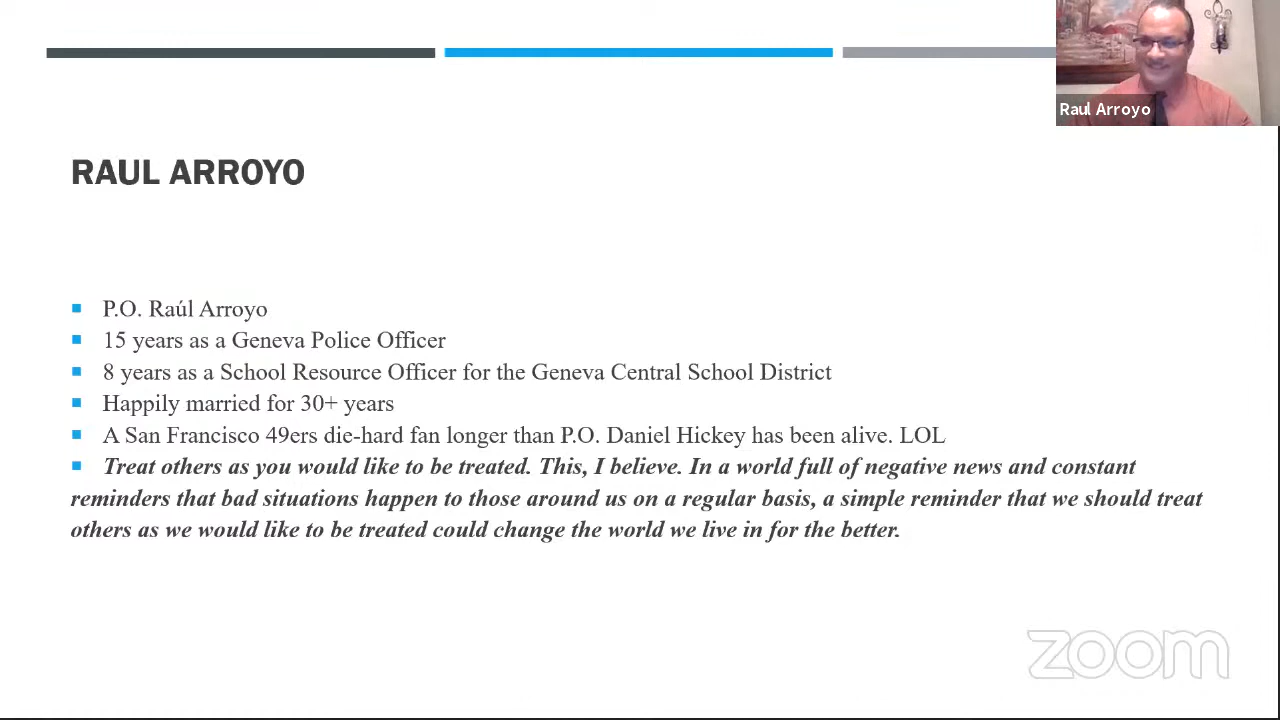 Raul Arroyo
RAUL ARROYO
P.O. Raúl Arroyo
15 years as a Geneva Police Officer
8 years as a School Resource Officer for the Geneva Central School District
Happily married for 30+ years
A San Francisco 49ers die-hard fan longer than P.O. Daniel Hickey has been alive. LOL
Treat others as you would like to be treated. This, I believe. In a world full of negative news and constant
reminders that bad situations happen to those around us on a regular basis, a simple reminder that we should treat
others as we would like to be treated could change the world we live in for the better.
zoom